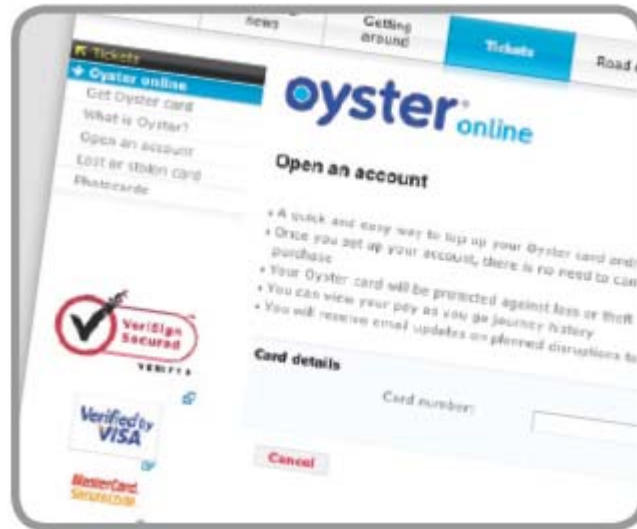 news
Getting
around
Tickets
Road
Tickets
Oyster online
Get Oyster card
What is Oyster?
Open an account
Lost or stolen card
Photocards
oyster online
Open an account
• A quick and easy way to top up your Oyster card and/
• Once you set up your account, there is no need to
purchase
• Your Oyster card will be protected against loss or theft
• You can view your pay as you go journey history
• You will receive email updates on planned disruptions to
Card details
Card number:
Cancel
VeriSign
Secured
VERIFY
Verified by
VISA
MasterCard.
SecureCode.